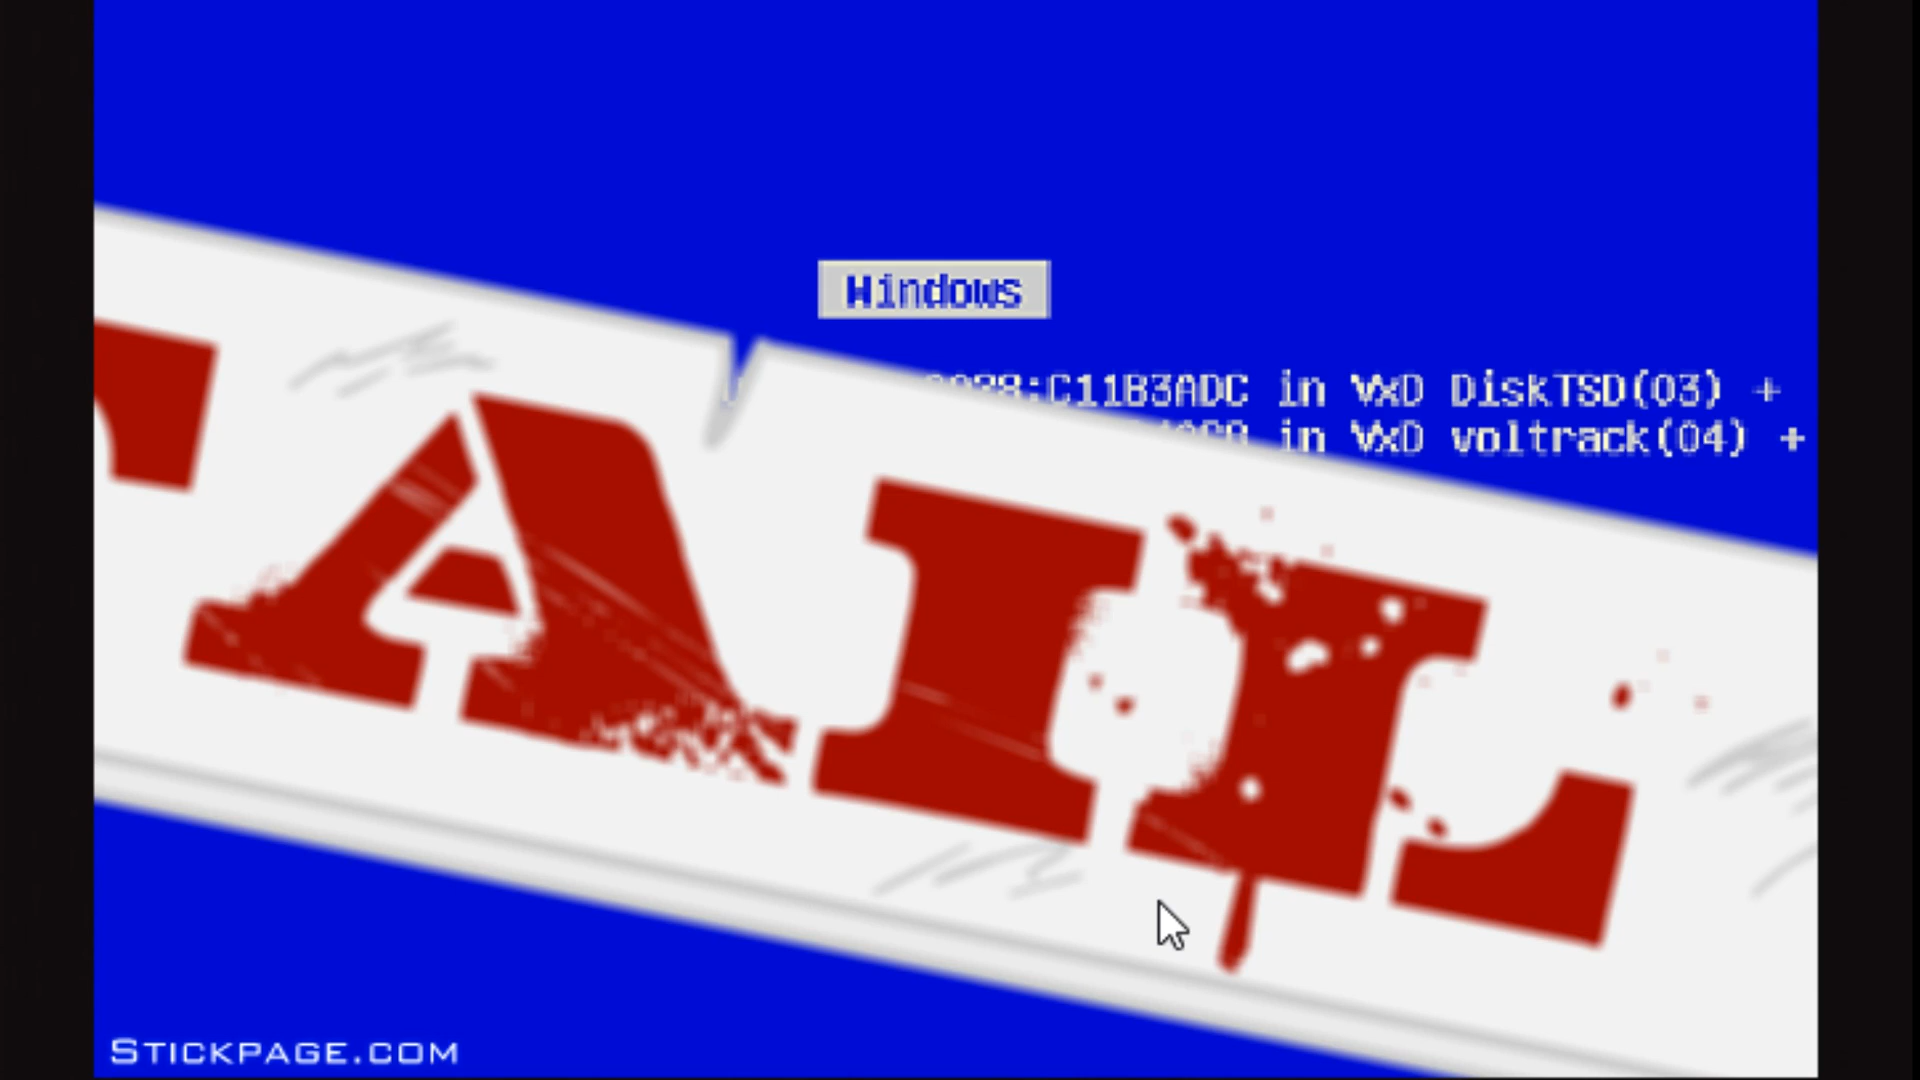 Windows
:C11B3ADC in VxD DiskTSD(03) +
in VxD voltrack(04) +
FAIL
STICKPAGE.COM